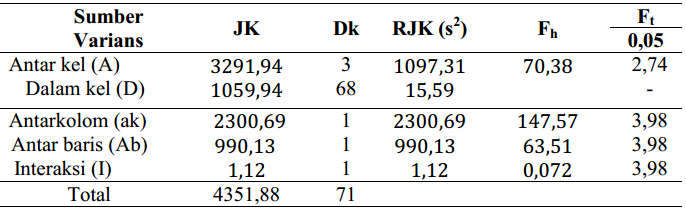 Sumber Varians JK Dk RJK (s²) Fh Ft
0,05
Antar kel (A) 3291,94 3 1097,31 70,38 2,74
Dalam kel (D) 1059,94 68 15,59 -
Antarkolom (ak) 2300,69 1 2300,69 147,57 3,98
Antar baris (Ab) 990,13 1 990,13 63,51 3,98
Interaksi (I) 1,12 1 1,12 0,072 3,98
Total 4351,88 71